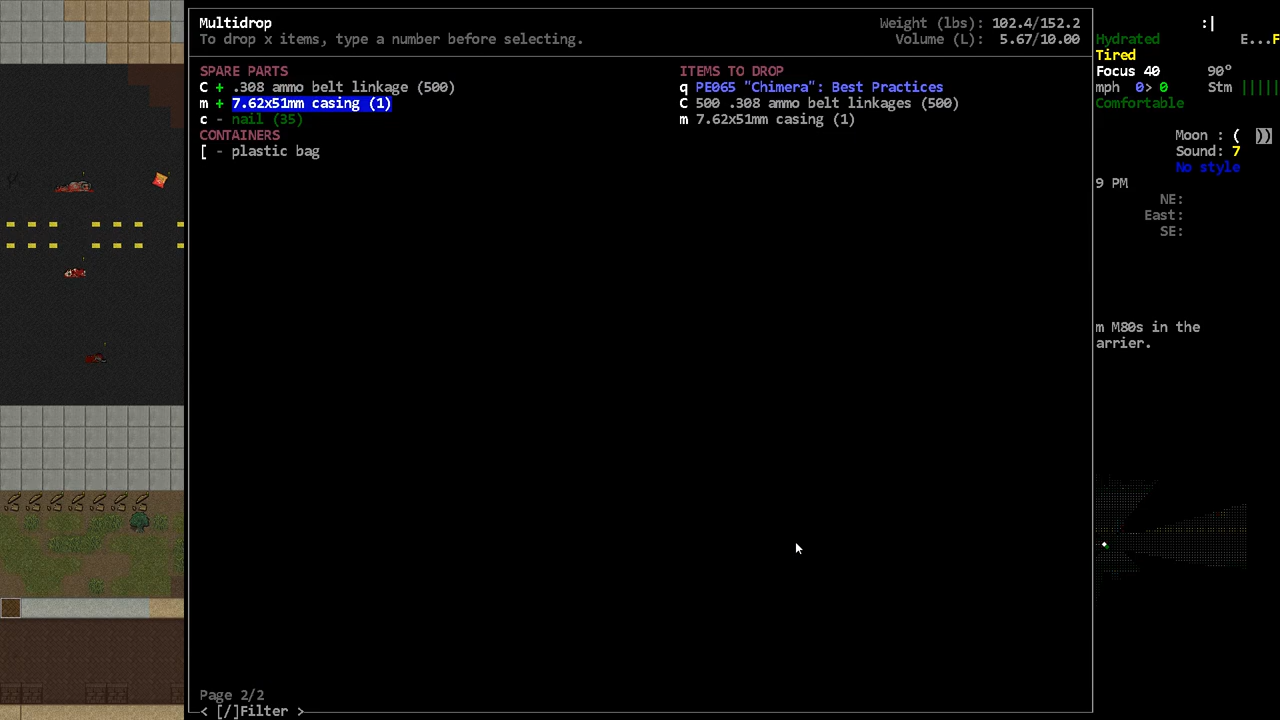 Multidrop
Weight (lbs): 102.4/152.2
To drop x items, type a number before selecting.
Volume (L): 5.67/10.00
SPARE PARTS
C + .308 ammo belt linkage (500)
m + 7.62x51mm casing (1)
c - nail (35)
CONTAINERS
[ - plastic bag
ITEMS TO DROP
q PE065 "Chimera": Best Practices
C 500 .308 ammo belt linkages (500)
m 7.62x51mm casing (1)
Page 2/2
< [/]Filter >
:|
Hydrated E...F
Tired
Focus 40 90°
mph 0> 0 Stm |||||
Comfortable
Moon : ( ))
Sound: 7
No style
9 PM
NE:
East:
SE:
m M80s in the
arrier.